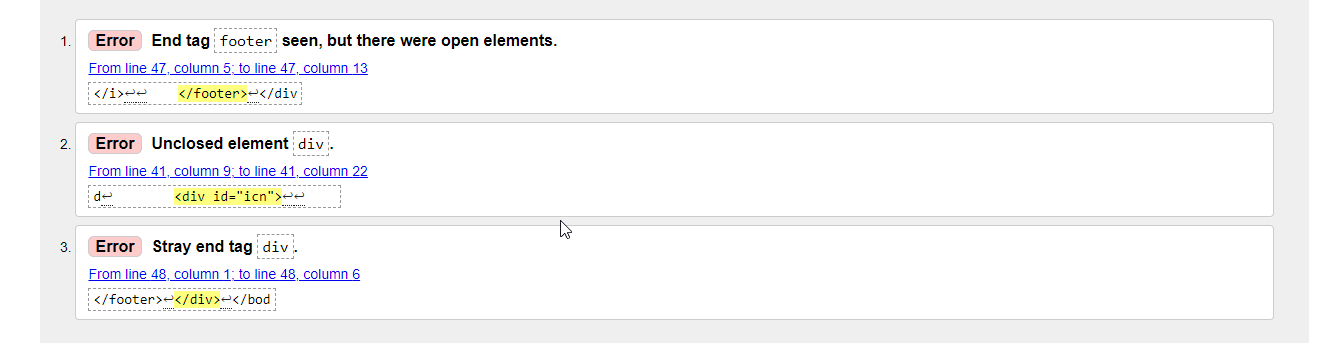 1. Error End tag footer seen, but there were open elements.
From line 47, column 5; to line 47, column 13
</i>↩↩ </footer>↩</div
2. Error Unclosed element div.
From line 41, column 9; to line 41, column 22
d↩ <div id="icn">↩↩
3. Error Stray end tag div.
From line 48, column 1; to line 48, column 6
</footer>↩</div>↩</bod